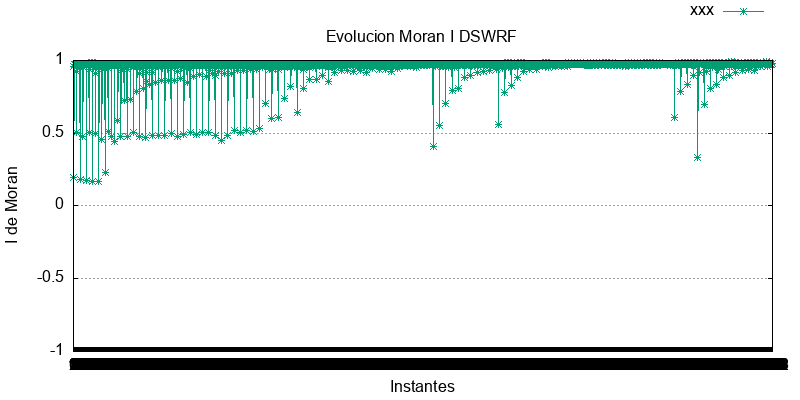 xxx
Evolucion Moran I DSWRF
1
0.5
0
-0.5
-1
I de Moran
Instantes